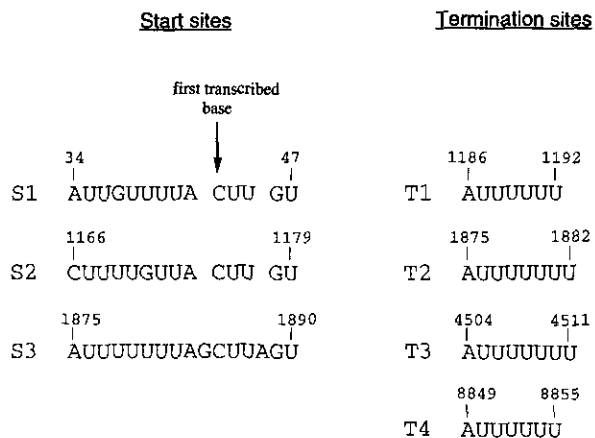 Start sites
Termination sites
first transcribed
base
34 47
1186 1192
S1 AUUGUUUUA CUU GU
T1 AUUUUUU
1166 1179
1875 1882
S2 CUUUUGUUA CUU GU
T2 AUUUUUUU
1875 1890
4504 4511
S3 AUUUUUUUAGCUUAGU
T3 AUUUUUUU
8849 8855
T4 AUUUUUU